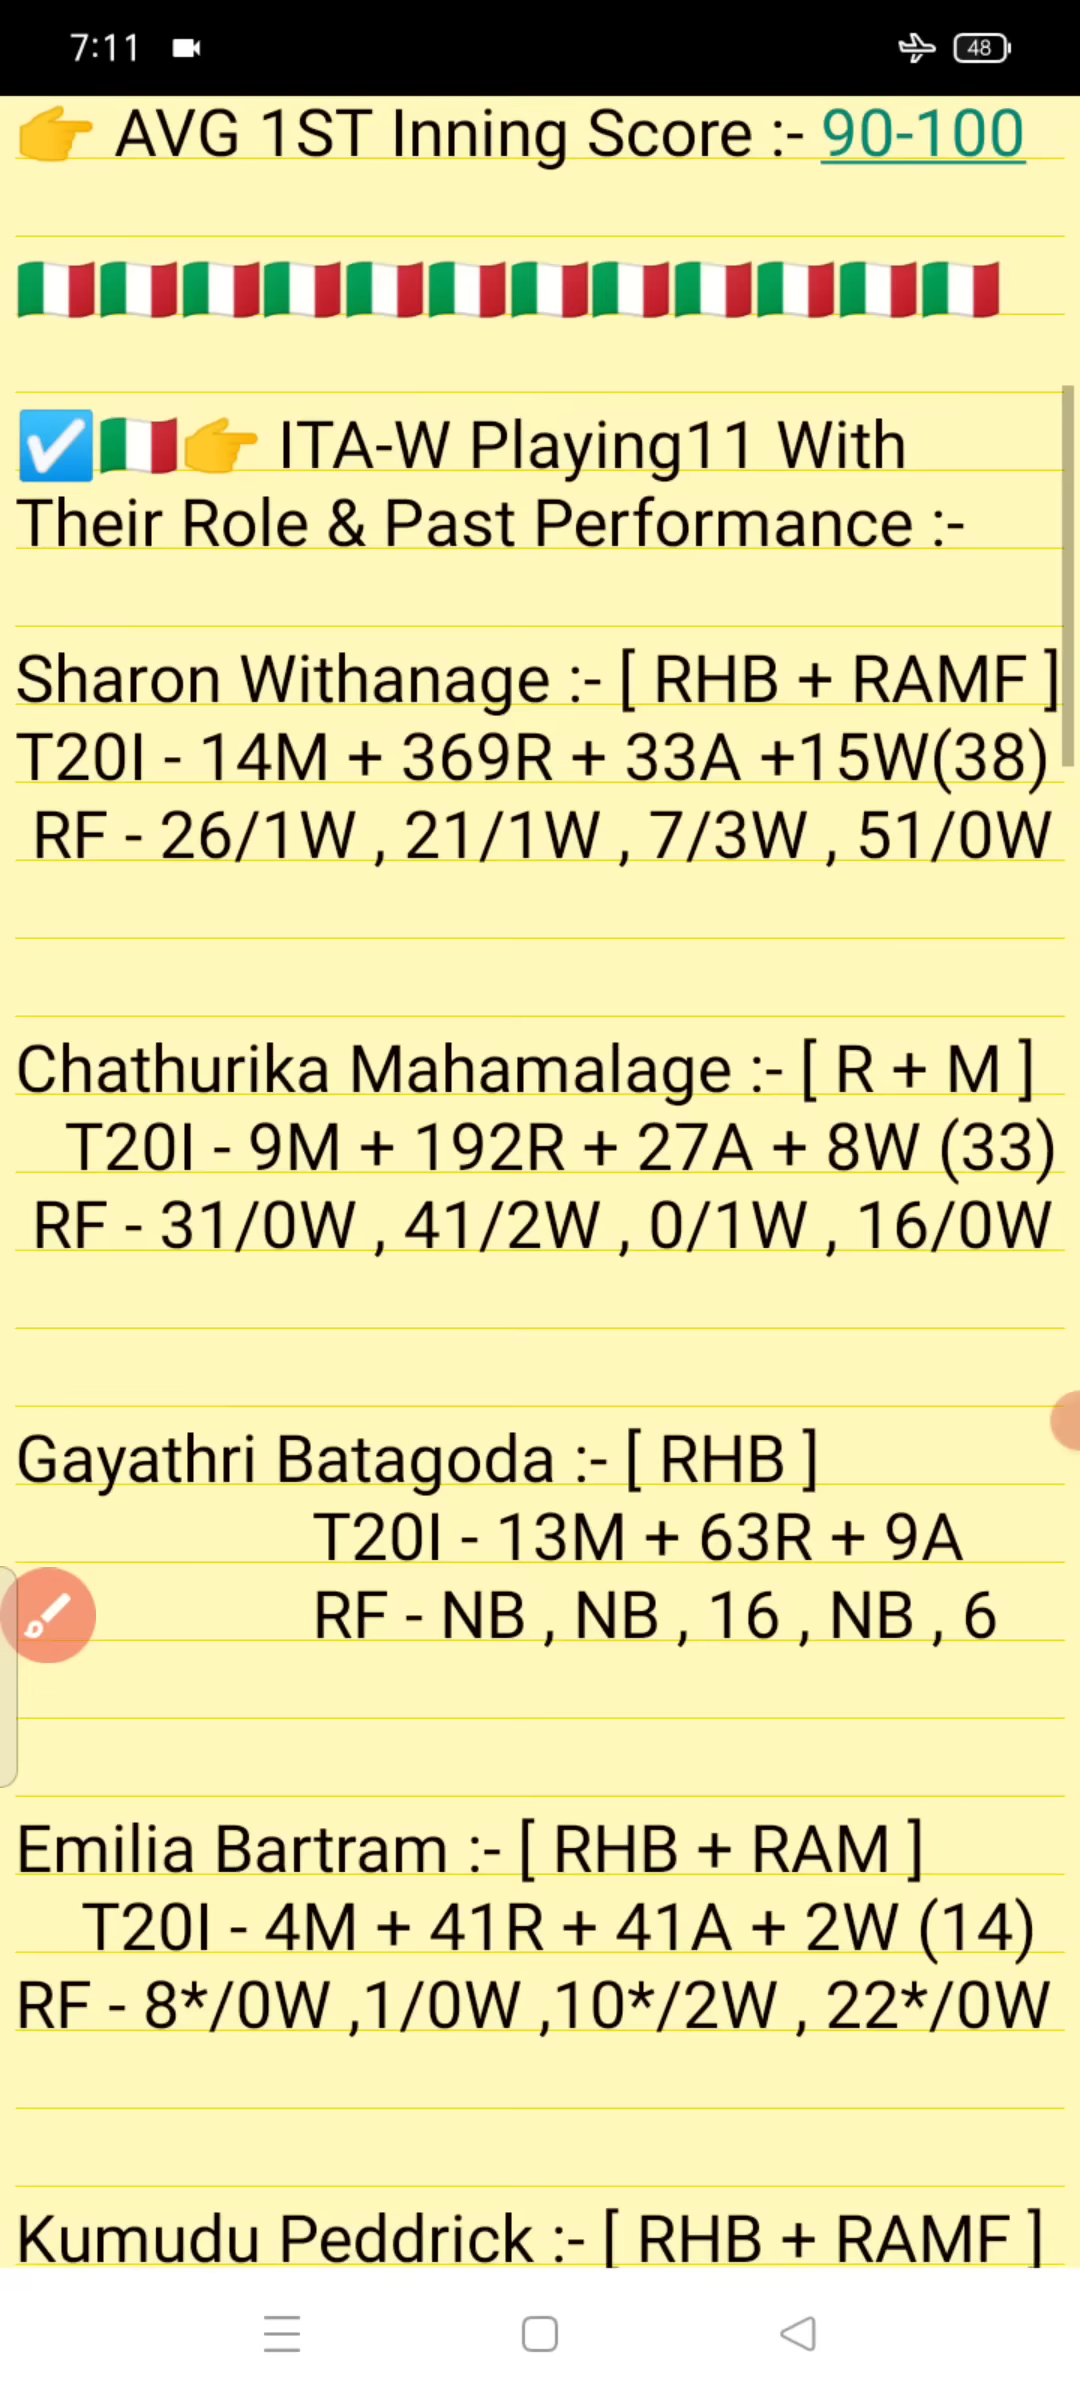 7:11
48
👉 AVG 1ST Inning Score :- 90-100
🇮🇹🇮🇹🇮🇹🇮🇹🇮🇹🇮🇹🇮🇹🇮🇹🇮🇹🇮🇹🇮🇹🇮🇹
☑️🇮🇹👉 ITA-W Playing11 With
Their Role & Past Performance :-
Sharon Withanage :- [ RHB + RAMF ]
T20I - 14M + 369R + 33A +15W(38)
RF - 26/1W , 21/1W , 7/3W , 51/0W
Chathurika Mahamalage :- [ R + M ]
T20I - 9M + 192R + 27A + 8W (33)
RF - 31/0W , 41/2W , 0/1W , 16/0W
Gayathri Batagoda :- [ RHB ]
T20I - 13M + 63R + 9A
RF - NB , NB , 16 , NB , 6
Emilia Bartram :- [ RHB + RAM ]
T20I - 4M + 41R + 41A + 2W (14)
RF - 8*/0W ,1/0W ,10*/2W , 22*/0W
Kumudu Peddrick :- [ RHB + RAMF ]